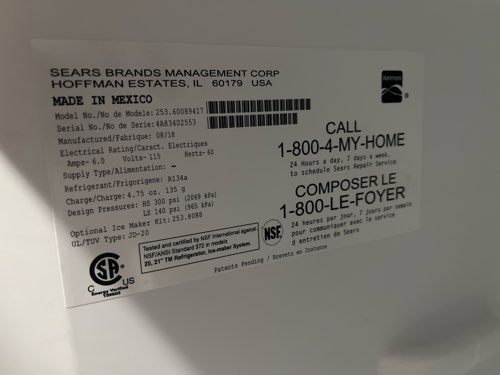 SEARS BRANDS MANAGEMENT CORP
HOFFMAN ESTATES, IL 60179 USA
MADE IN MEXICO
Model No./No de Modele: 253.60089417
Serial No./No de Serie: 4A83402553
Manufactured/Fabrique: 08/18
Electrical Rating/Caract. Electriques
Amps- 6.0 Volts- 115 Hertz- 60
Supply Type/Alimentation: ~
Refrigerant/Frigorigene: R134a
Charge/Charge: 4.75 oz. 135 g
Design Pressures: HS 300 psi (2069 kPa)
LS 140 psi (965 kPa)
Optional Ice Maker Kit: 253.8088
UL/TUV Type: JD-20
Kenmore
®
CALL
1-800-4-MY-HOME
24 Hours a day, 7 days a week,
to schedule Sears Repair Service
COMPOSER LE
1-800-LE-FOYER
24 heures par jour, 7 jours par semaine
pour communiquer avec le service
d entretien de Sears
Tested and certified by NSF International against
NSF/ANSI Standard 372 in models
20, 21" TM Refrigerator, Ice-maker System.
NSF
C US
Energy Verified
Patents Pending / Brevets en Instance